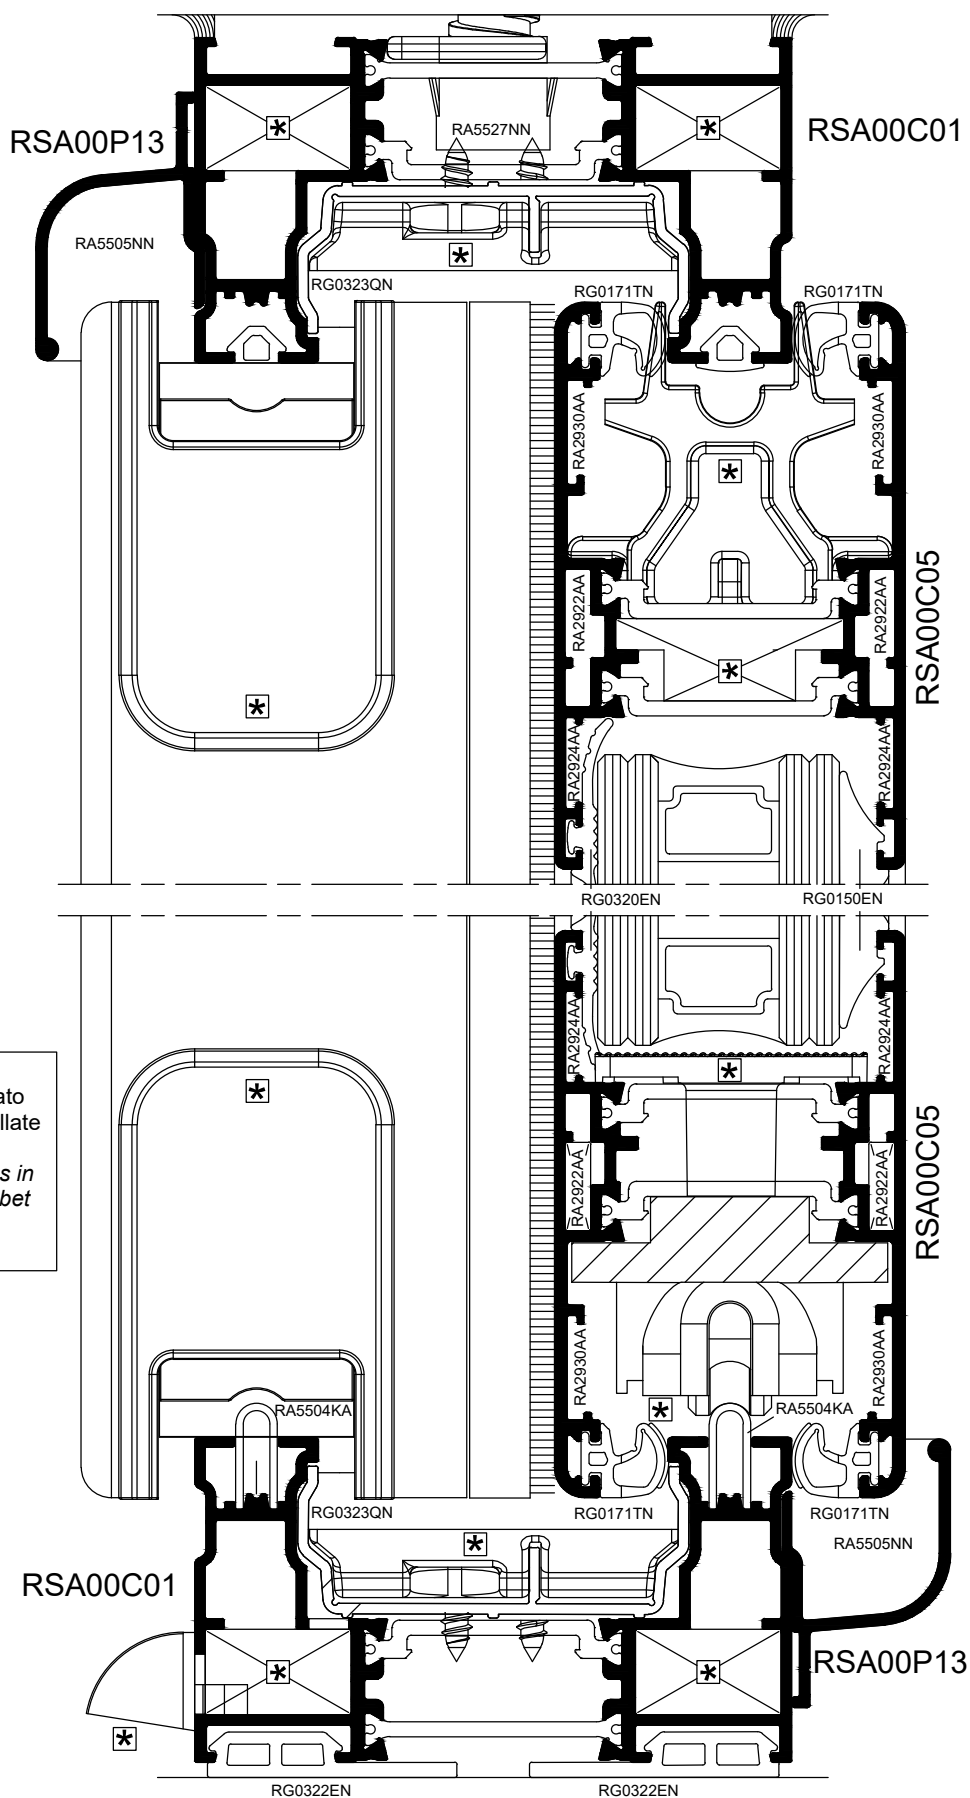 RSA00P13
RA5527NN
RSA00C01
RA5505NN
RG0323QN
RG0171TN
RG0171TN
RA2930AA
RA2930AA
RSA00C05
RA2922AA
RA2922AA
RA2924AA
RA2924AA
RG0320EN
RG0150EN
RA2924AA
RA2924AA
ato
llate
s in
bet
RSA00C05
RA2922AA
RA2922AA
RA2930AA
RA2930AA
RA5504KA
RA5504KA
RG0323QN
RG0171TN
RG0171TN
RA5505NN
RSA00C01
RSA00P13
RG0322EN
RG0322EN